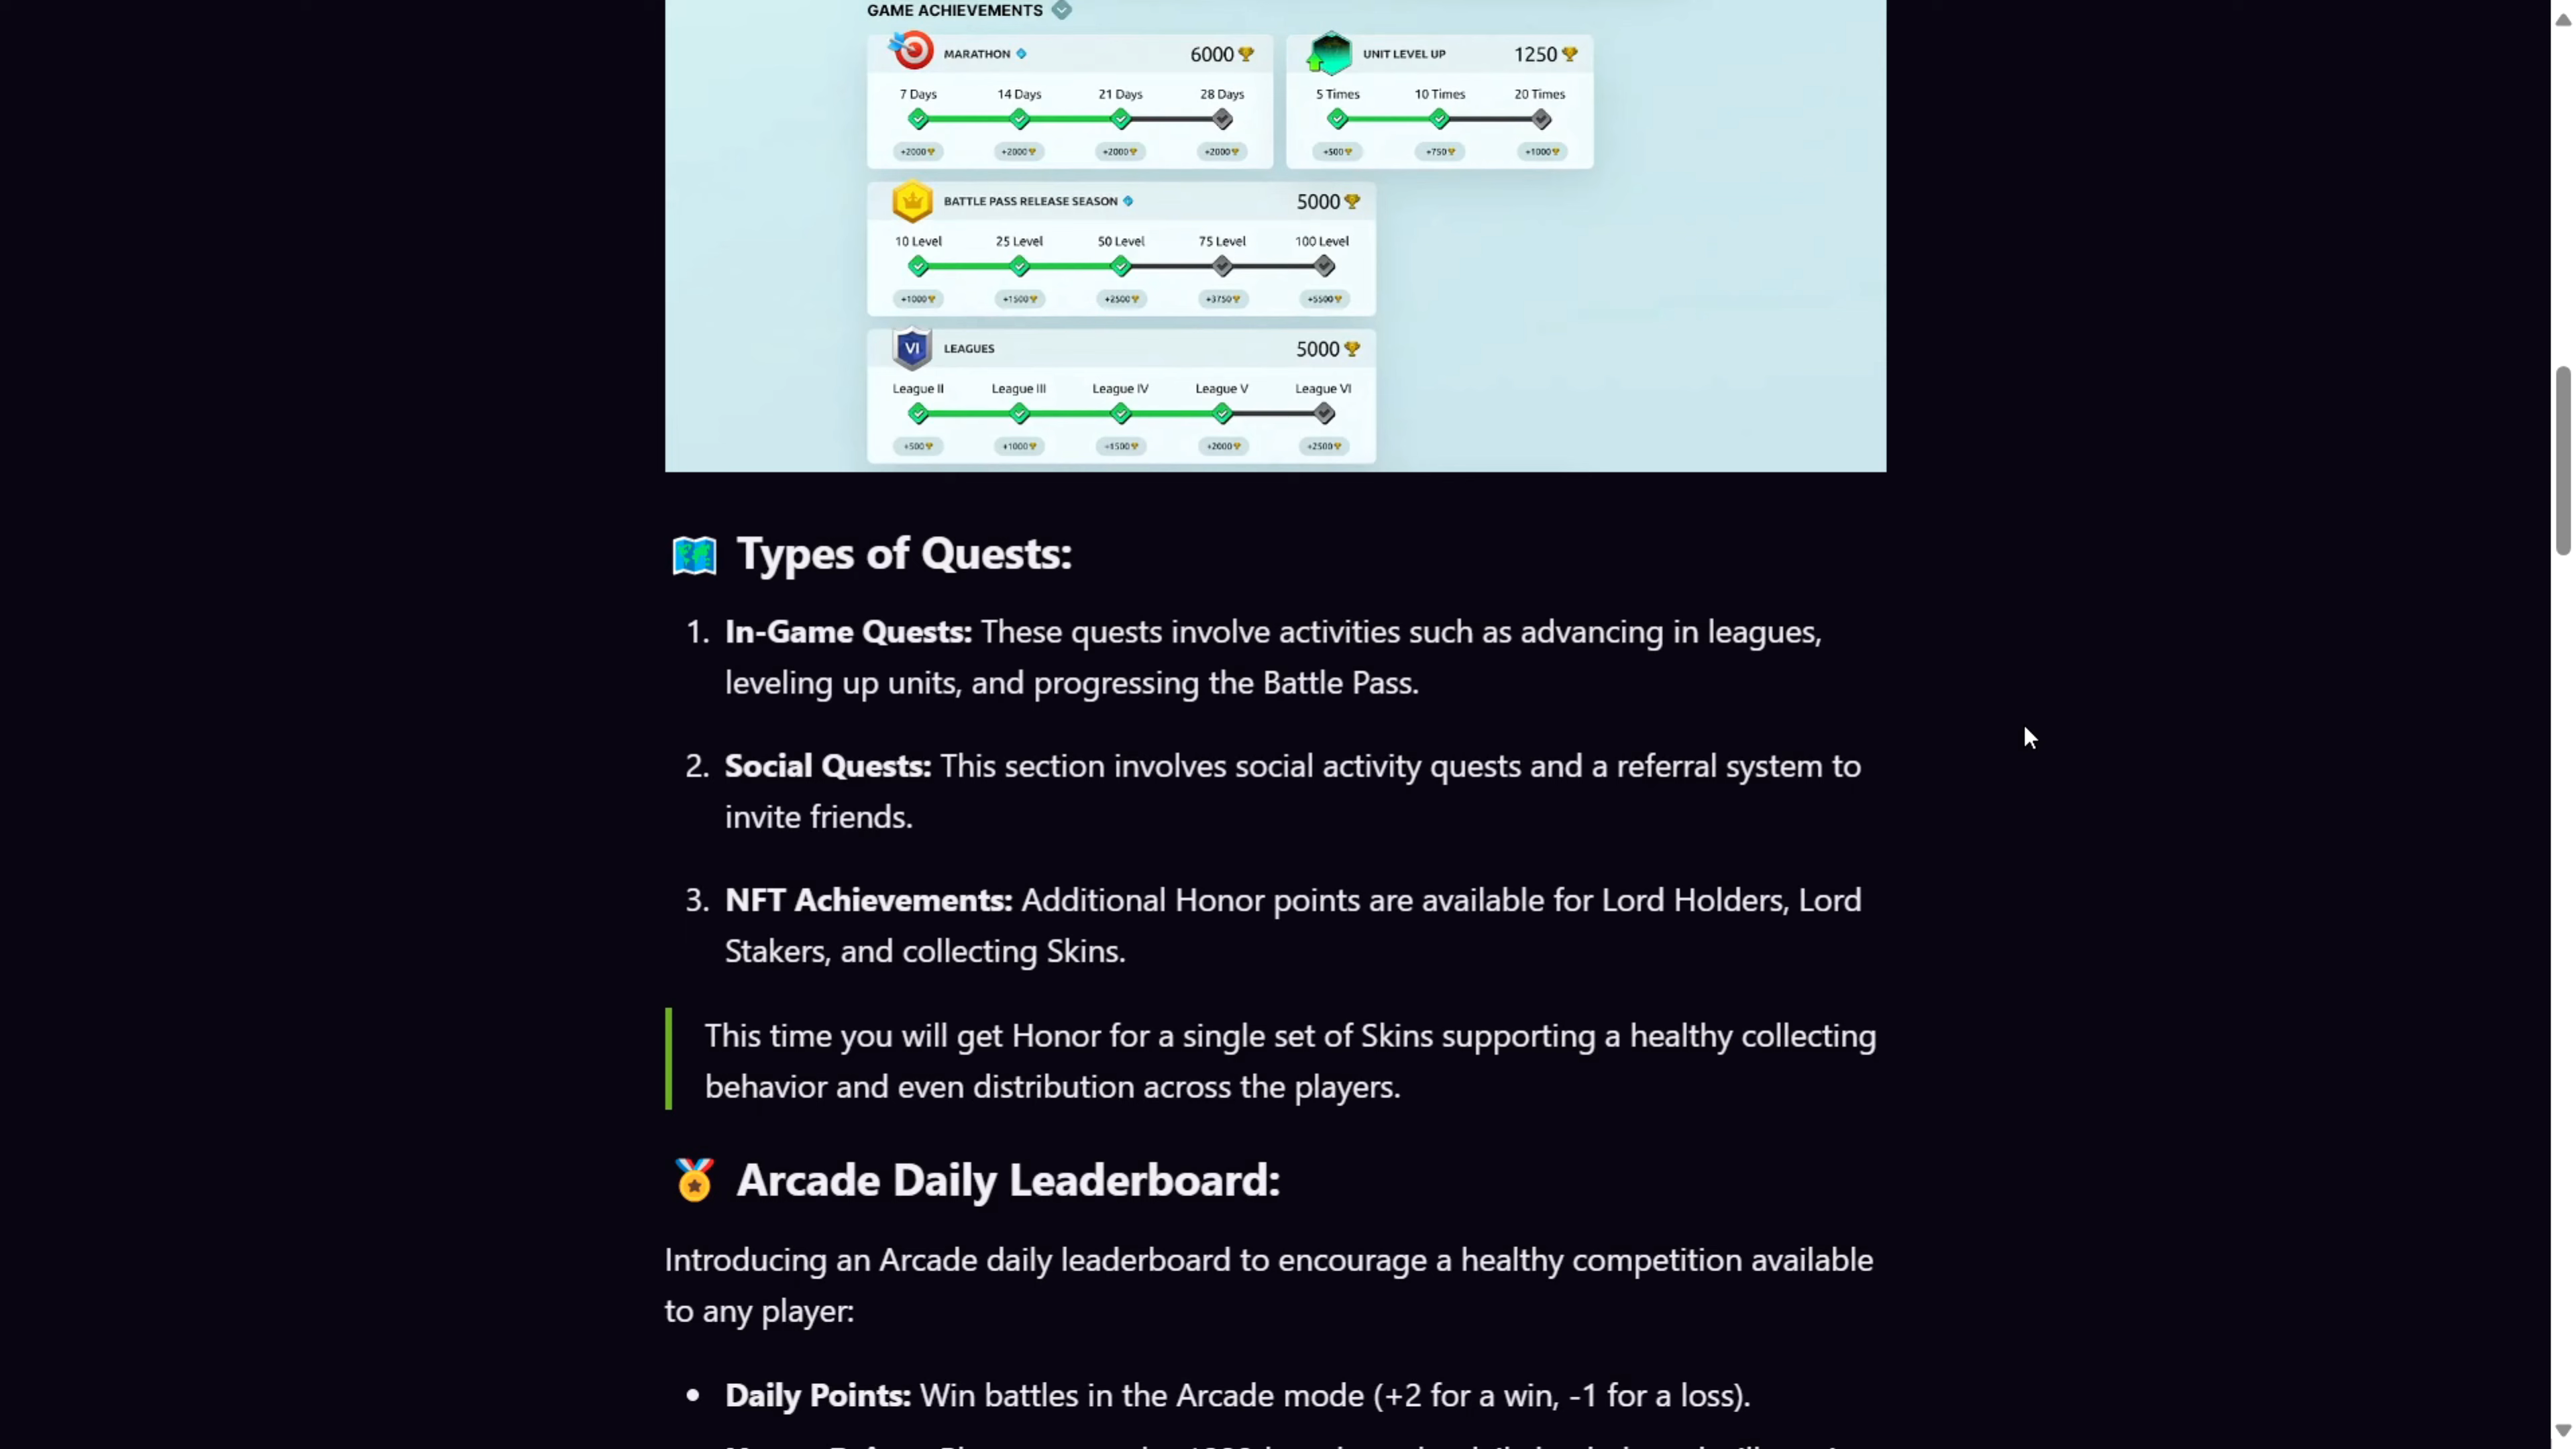 GAME ACHIEVEMENTS
MARATHON 6000
7 Days 14 Days 21 Days 28 Days
+2000 +2000 +2000 +2000
UNIT LEVEL UP 1250
5 Times 10 Times 20 Times
+500 +750 +1000
BATTLE PASS RELEASE SEASON 5000
10 Level 25 Level 50 Level 75 Level 100 Level
+1000 +1500 +2500 +3750 +5500
VI LEAGUES 5000
League II League III League IV League V League VI
+500 +1000 +1500 +2000 +2500
Types of Quests:
1. In-Game Quests: These quests involve activities such as advancing in leagues,
leveling up units, and progressing the Battle Pass.
2. Social Quests: This section involves social activity quests and a referral system to
invite friends.
3. NFT Achievements: Additional Honor points are available for Lord Holders, Lord
Stakers, and collecting Skins.
This time you will get Honor for a single set of Skins supporting a healthy collecting
behavior and even distribution across the players.
Arcade Daily Leaderboard:
Introducing an Arcade daily leaderboard to encourage a healthy competition available
to any player:
• Daily Points: Win battles in the Arcade mode (+2 for a win, -1 for a loss).